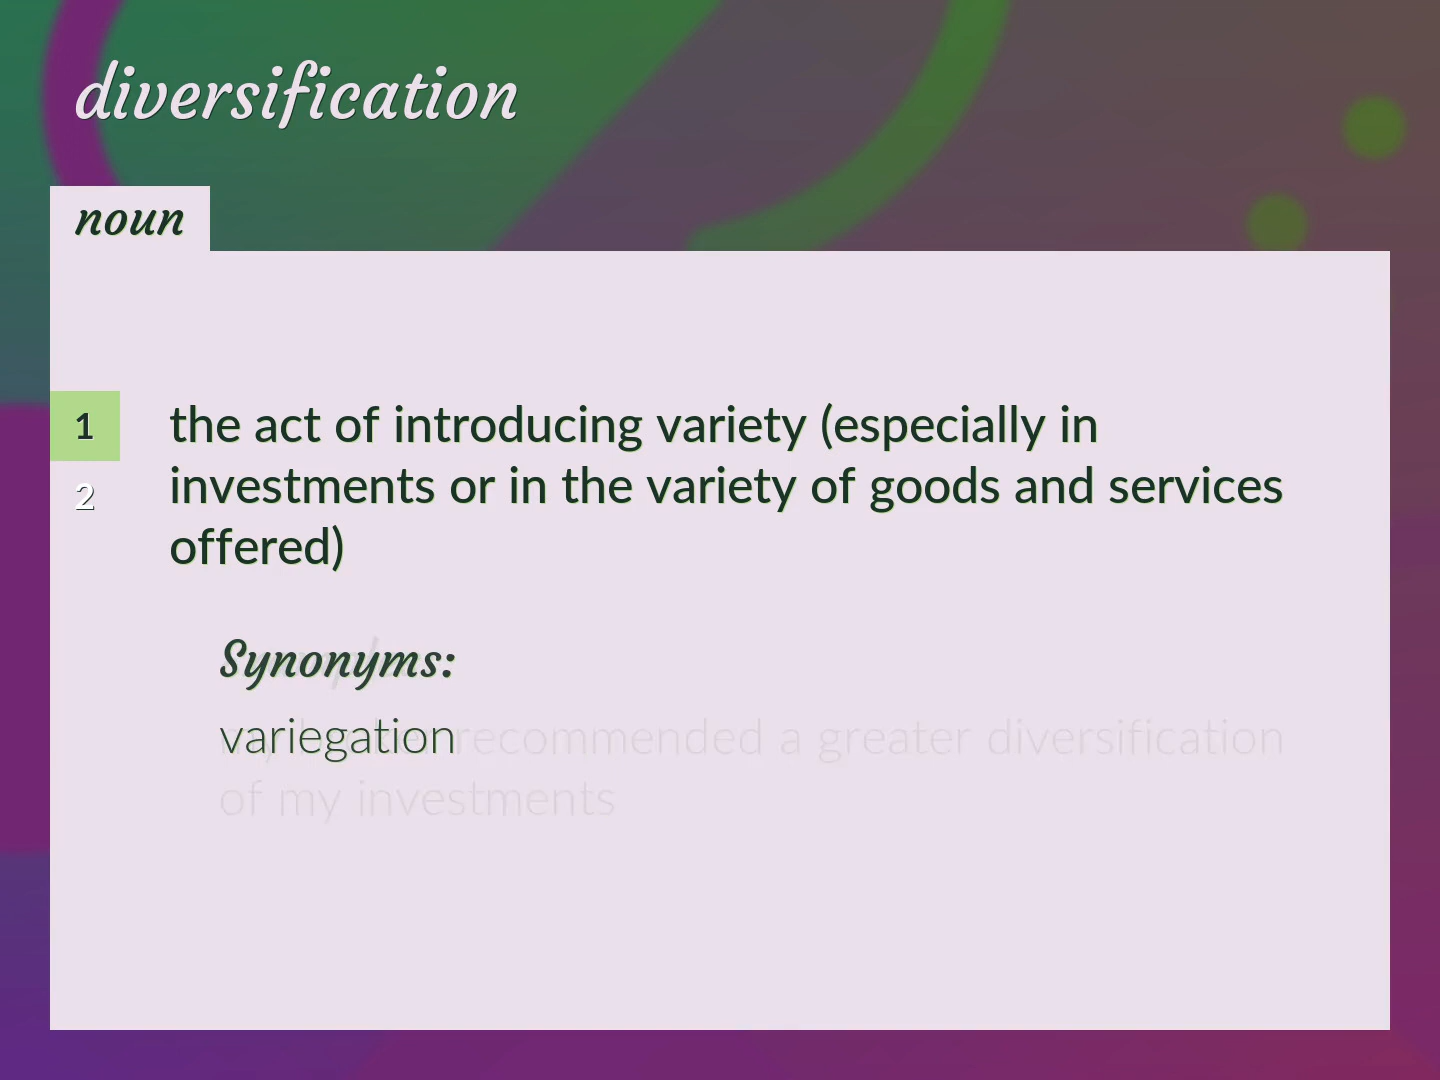 diversification
noun
1
the act of introducing variety (especially in
investments or in the variety of goods and services
offered)
2
Synonyms:
variegation
recommended a greater diversification
of my investments